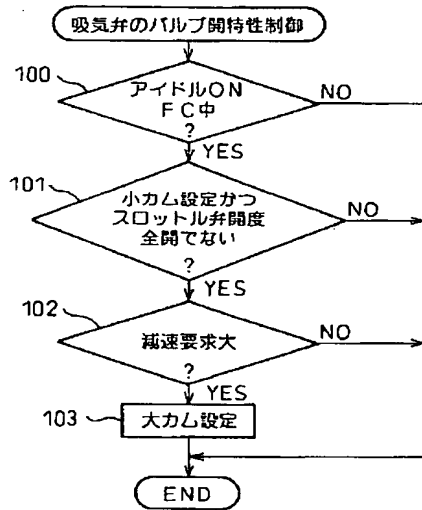 吸気弁のバルブ開特性制御
100
アイドルON
FC中
?
NO
YES
101
小カム設定かつ
スロットル弁開度
全開でない
?
NO
YES
102
減速要求大
?
NO
YES
103
大カム設定
END